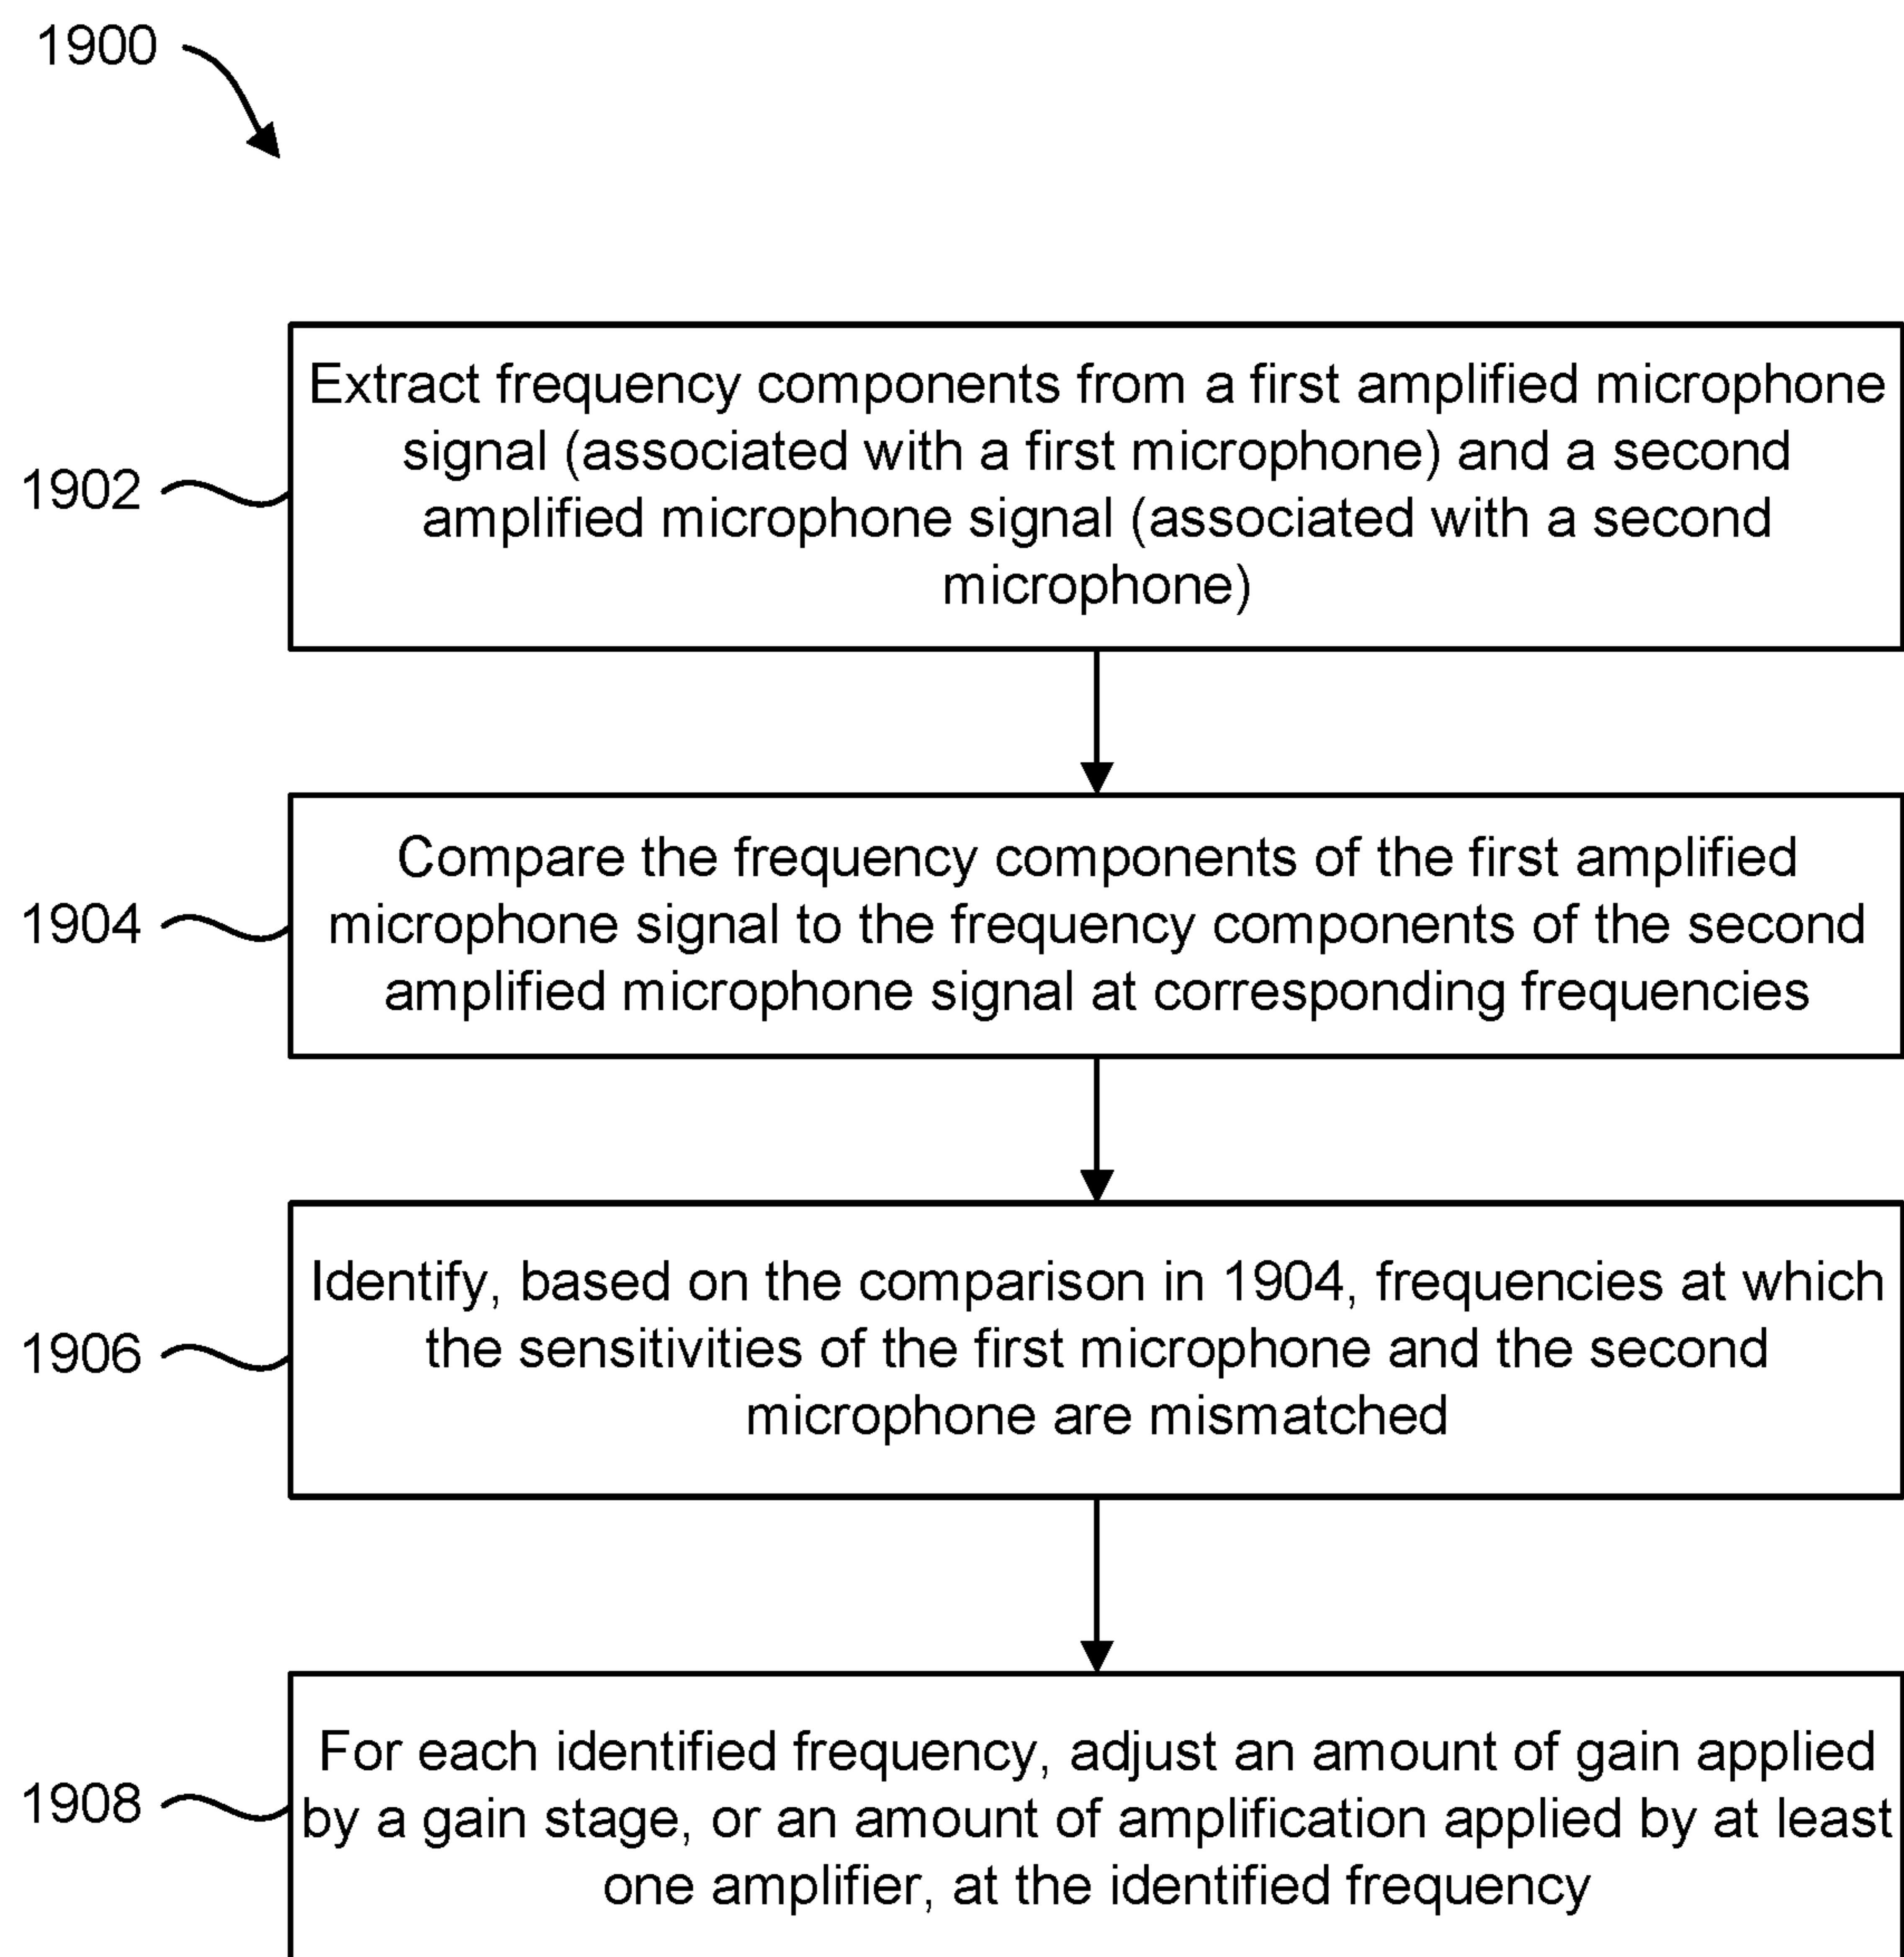 1900
Extract frequency components from a first amplified microphone
signal (associated with a first microphone) and a second
amplified microphone signal (associated with a second
microphone)
1902
Compare the frequency components of the first amplified
microphone signal to the frequency components of the second
amplified microphone signal at corresponding frequencies
1904
Identify, based on the comparison in 1904, frequencies at which
the sensitivities of the first microphone and the second
microphone are mismatched
1906
For each identified frequency, adjust an amount of gain applied
by a gain stage, or an amount of amplification applied by at least
one amplifier, at the identified frequency
1908